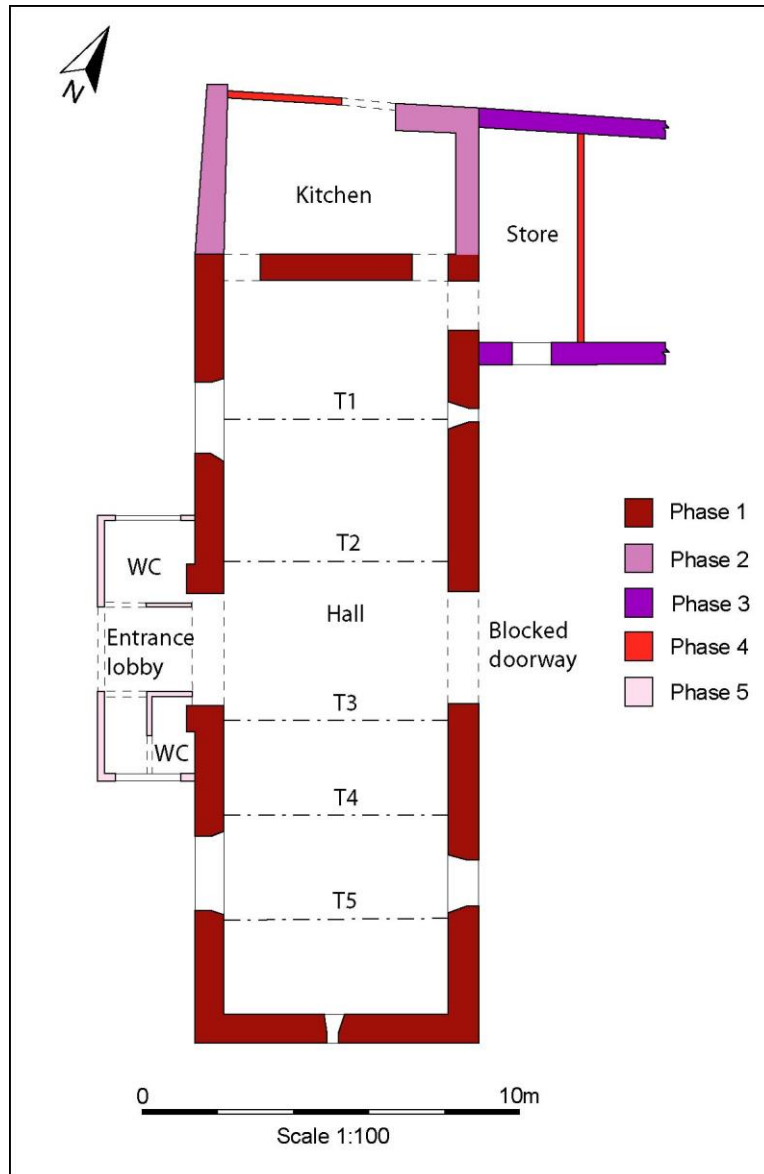 N
Kitchen
Store
T1
T2
WC
Hall
Entrance
lobby
Blocked
doorway
T3
WC
T4
T5
Phase 1
Phase 2
Phase 3
Phase 4
Phase 5
0
10m
Scale 1:100